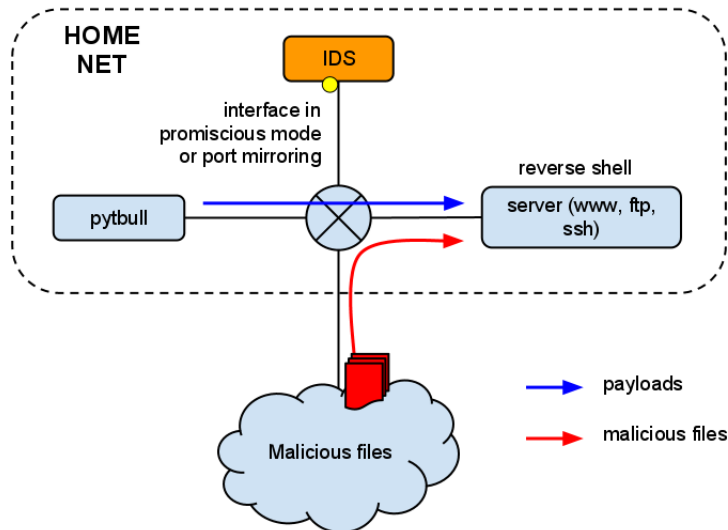 HOME
NET
IDS
interface in
promiscious mode
or port mirroring
reverse shell
pytbull
server (www, ftp,
ssh)
payloads
malicious files
Malicious files